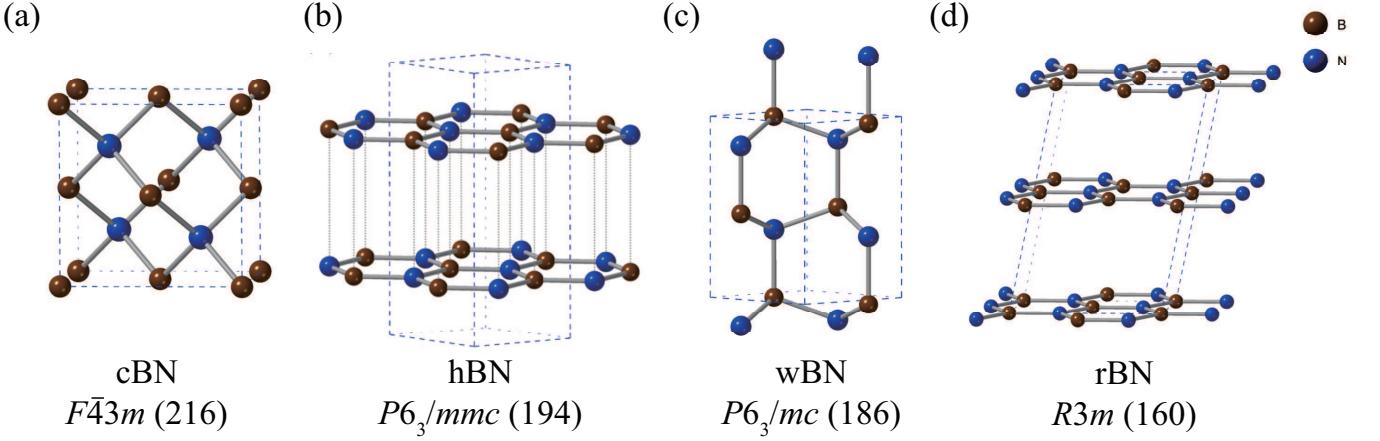 (a)
(b)
(c)
(d)
B
N
cBN
hBN
wBN
rBN
F4̅3m (216)
P6₃/mmc (194)
P6₃/mc (186)
R3m (160)